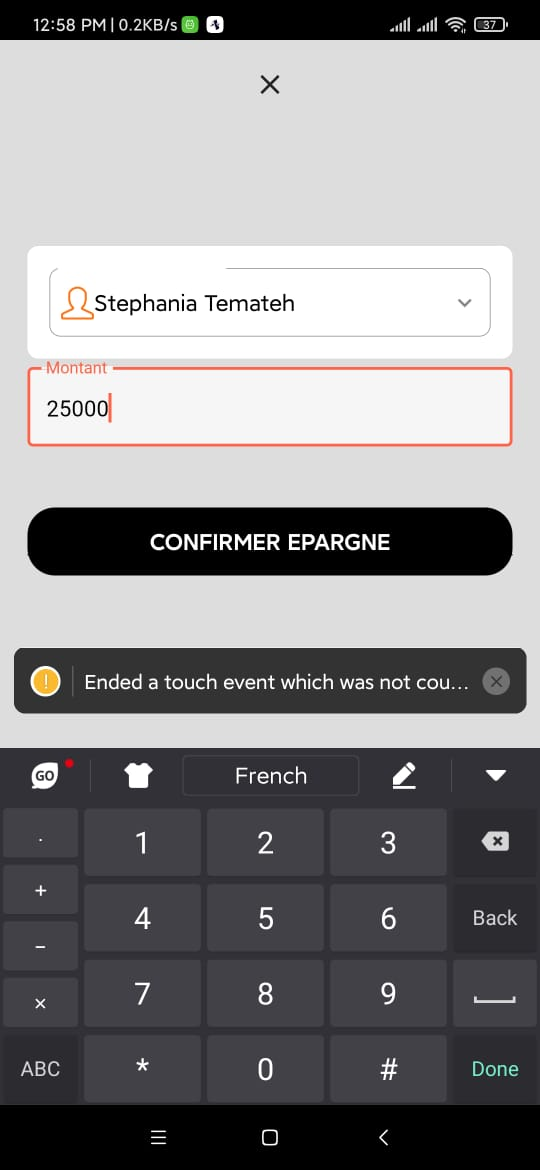 12:58 PM | 0.2KB/s
37
Stephania Temateh
Montant
25000
CONFIRMER EPARGNE
! Ended a touch event which was not cou...
GO French
.
1 2 3
+
4 5 6 Back
−
7 8 9
×
ABC * 0 # Done